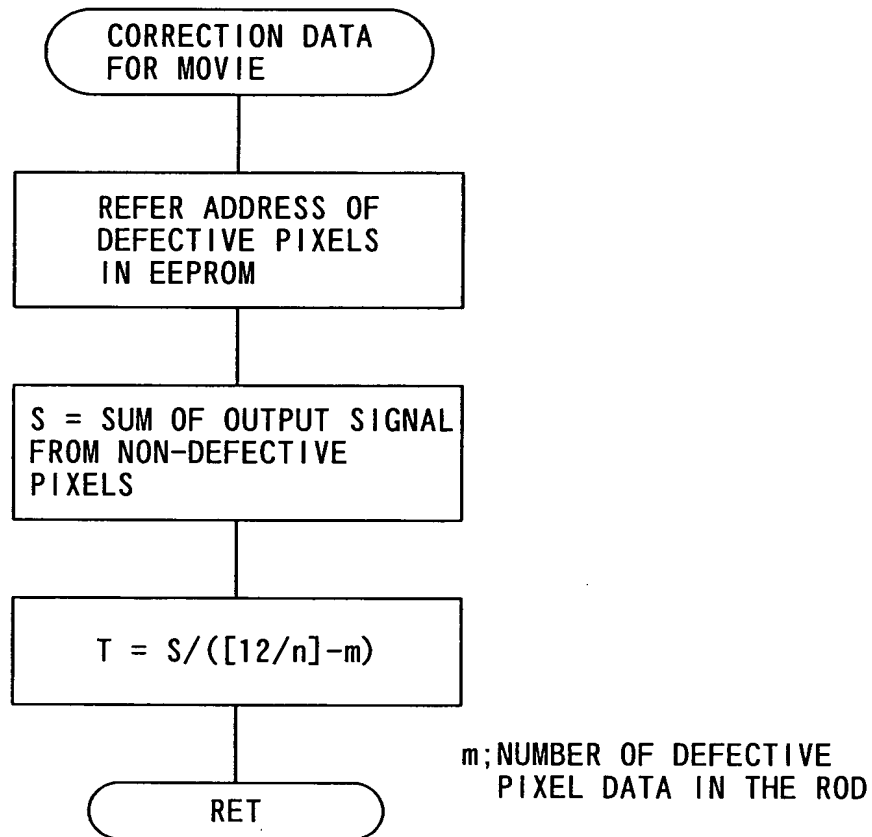 CORRECTION DATA
FOR MOVIE
REFER ADDRESS OF
DEFECTIVE PIXELS
IN EEPROM
S = SUM OF OUTPUT SIGNAL
FROM NON-DEFECTIVE
PIXELS
T = S/([12/n]-m)
RET
m;NUMBER OF DEFECTIVE
PIXEL DATA IN THE ROD